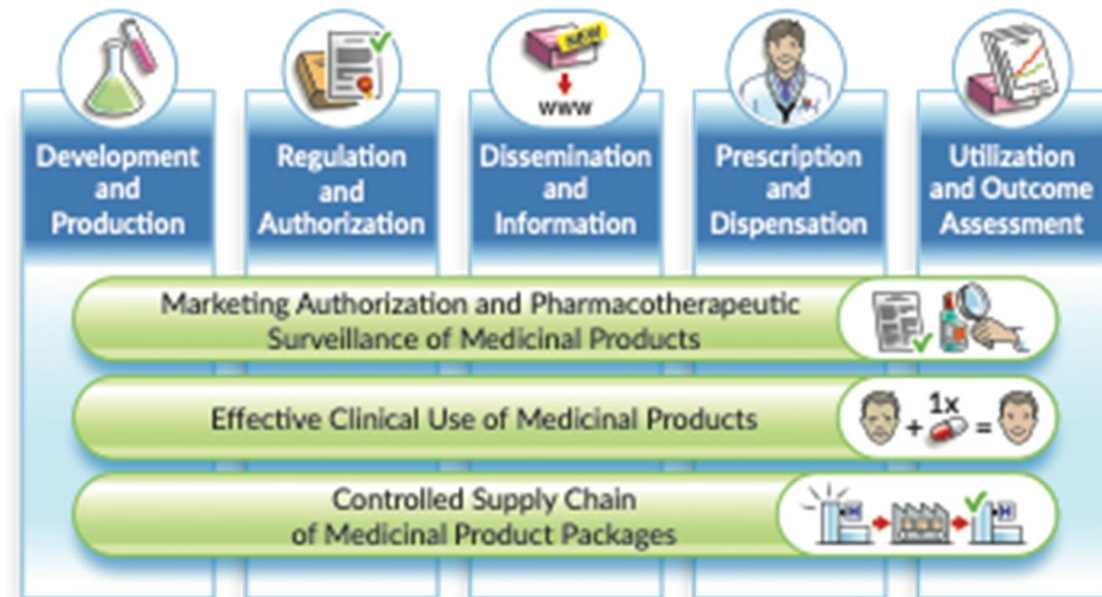 NEW
www
Development
and
Production
Regulation
and
Authorization
Dissemination
and
Information
Prescription
and
Dispensation
Utilization
and Outcome
Assessment
Marketing Authorization and Pharmacotherapeutic
Surveillance of Medicinal Products
Effective Clinical Use of Medicinal Products
1x
+
=
Controlled Supply Chain
of Medicinal Product Packages
H
H